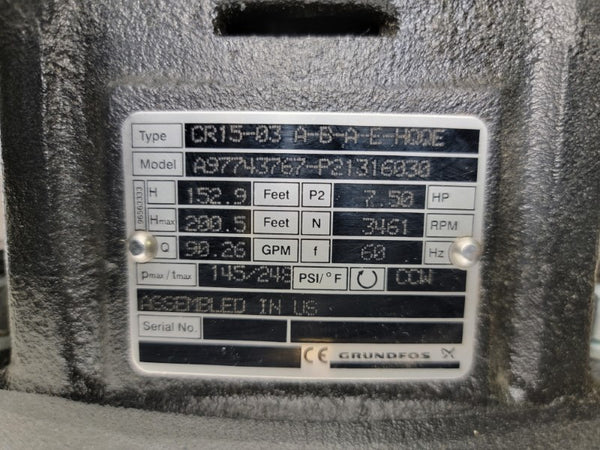 Type CR15-03 A-B-A-E-HQQE
Model A97743767-P21316030
96563333
H 152.9 Feet P2 7.50 HP
Hmax 200.5 Feet N 3461 RPM
Q 90.26 GPM f 60 Hz
pmax / tmax 145/248 PSI/°F CCW
ASSEMBLED IN US
Serial No.
CE GRUNDFOS